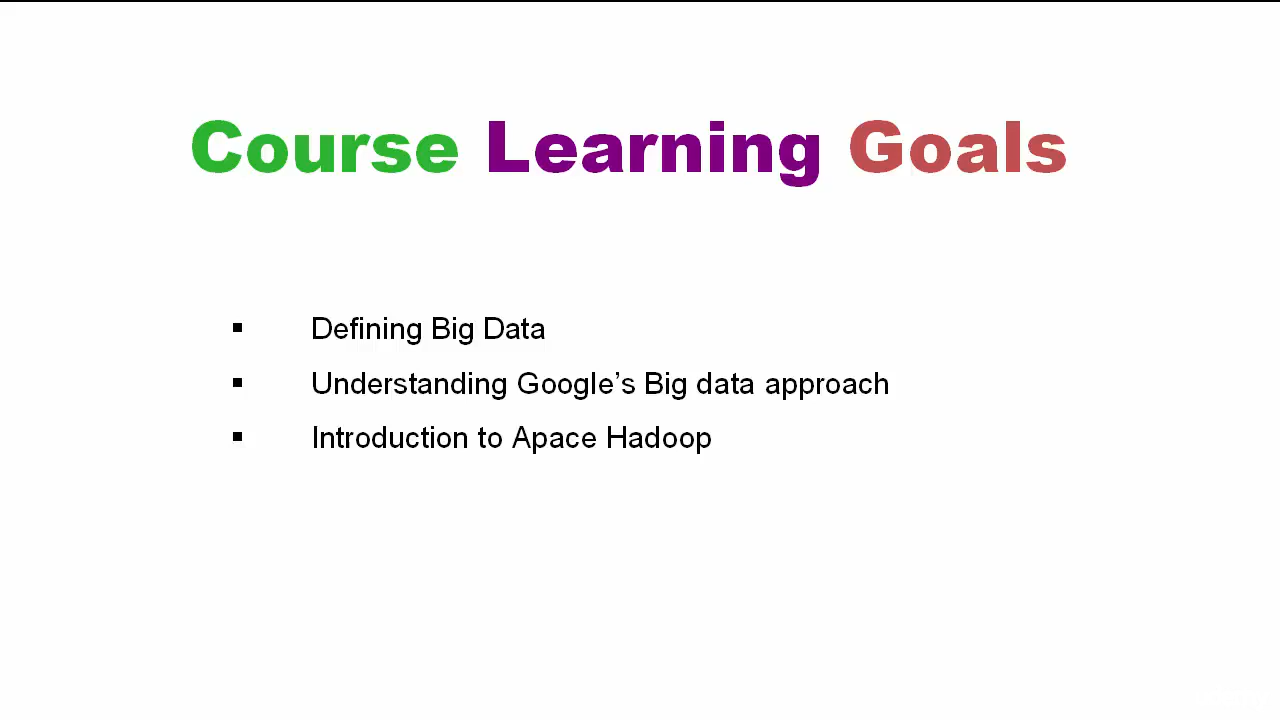 Course Learning Goals
▪ Defining Big Data
▪ Understanding Google’s Big data approach
▪ Introduction to Apace Hadoop